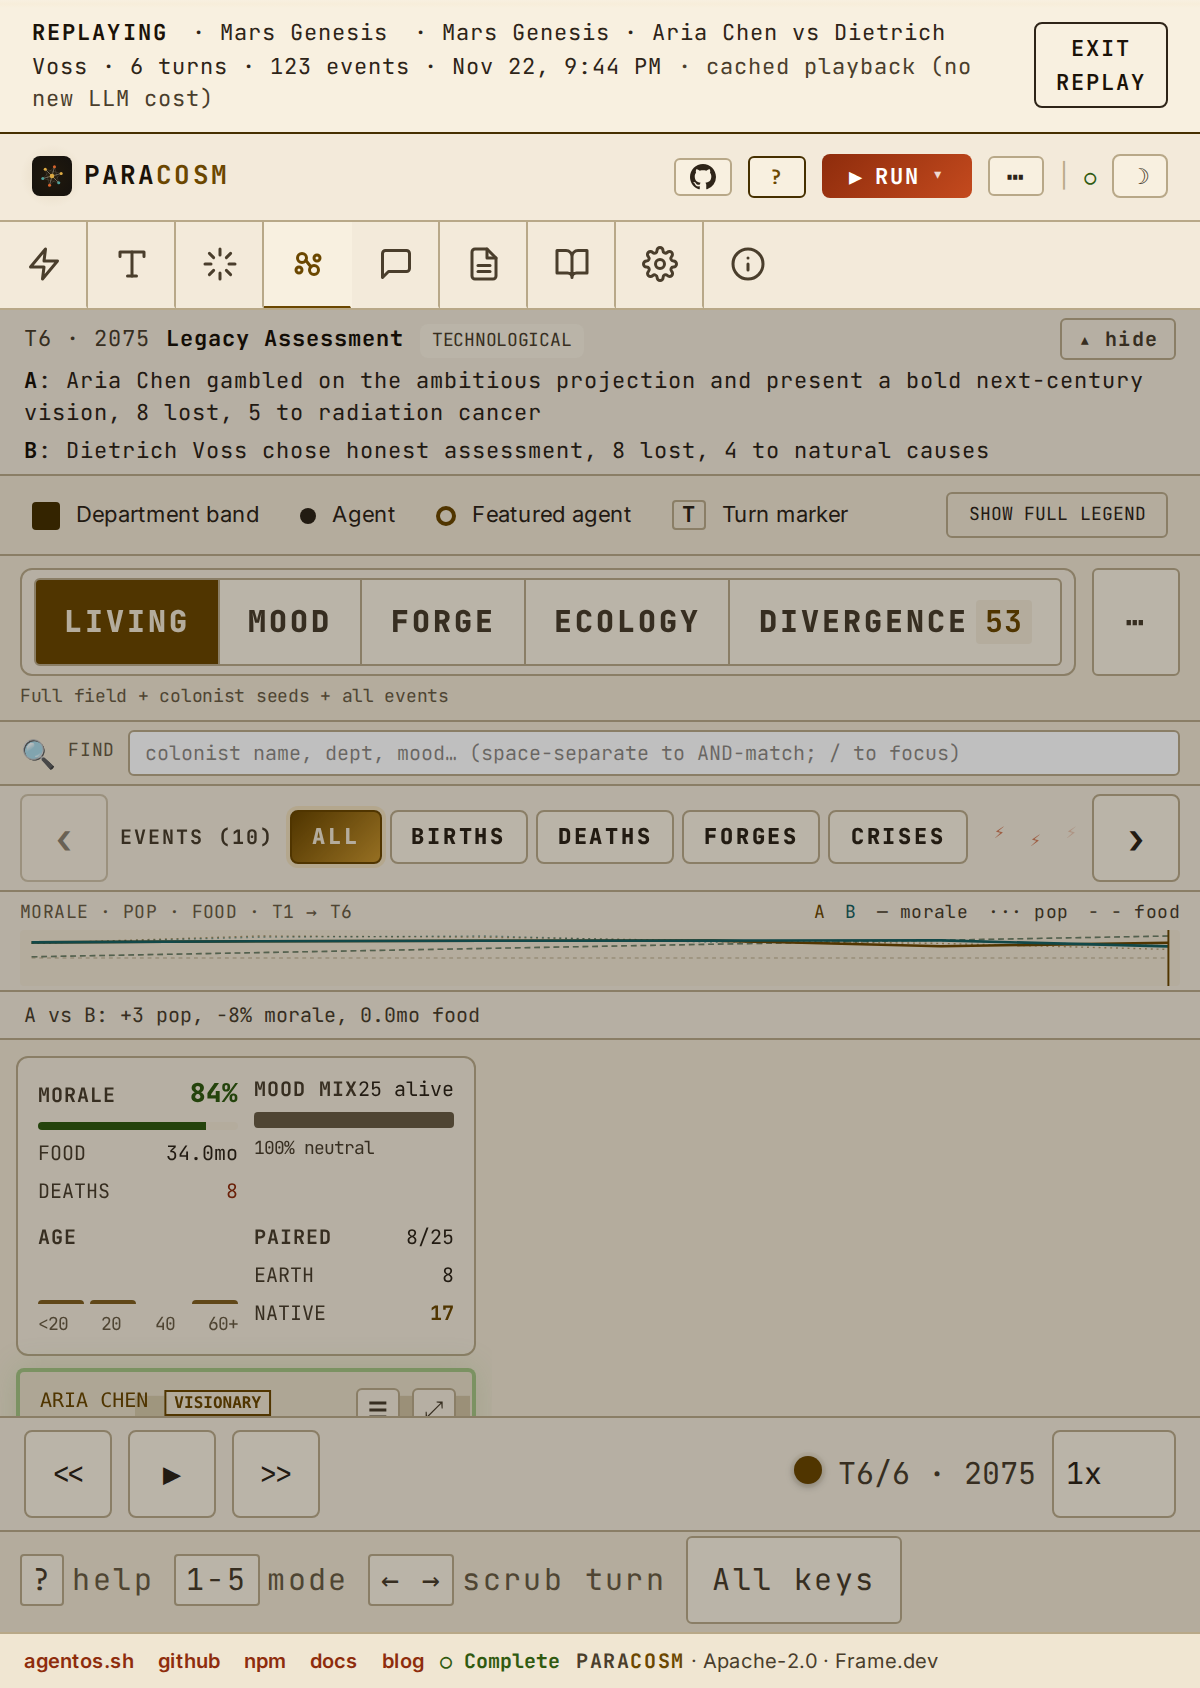 REPLAYING · Mars Genesis · Mars Genesis · Aria Chen vs Dietrich
Voss · 6 turns · 123 events · Nov 22, 9:44 PM · cached playback (no
new LLM cost)
EXIT
REPLAY
PARACOSM
?
▶ RUN ▾
⋯
T
T6 · 2075 Legacy Assessment TECHNOLOGICAL
▴ hide
A: Aria Chen gambled on the ambitious projection and present a bold next-century
vision, 8 lost, 5 to radiation cancer
B: Dietrich Voss chose honest assessment, 8 lost, 4 to natural causes
Department band Agent Featured agent T Turn marker SHOW FULL LEGEND
LIVING MOOD FORGE ECOLOGY DIVERGENCE 53 ⋯
Full field + colonist seeds + all events
FIND colonist name, dept, mood… (space-separate to AND-match; / to focus)
‹ EVENTS (10) ALL BIRTHS DEATHS FORGES CRISES ›
MORALE · POP · FOOD · T1 → T6 A B — morale ··· pop - - food
A vs B: +3 pop, -8% morale, 0.0mo food
MORALE 84%
FOOD 34.0mo
DEATHS 8
MOOD MIX 25 alive
100% neutral
AGE
<20 20 40 60+
PAIRED 8/25
EARTH 8
NATIVE 17
ARIA CHEN VISIONARY
<< ▶ >> T6/6 · 2075 1x
? help 1-5 mode ← → scrub turn All keys
agentos.sh github npm docs blog ○ Complete PARACOSM · Apache-2.0 · Frame.dev